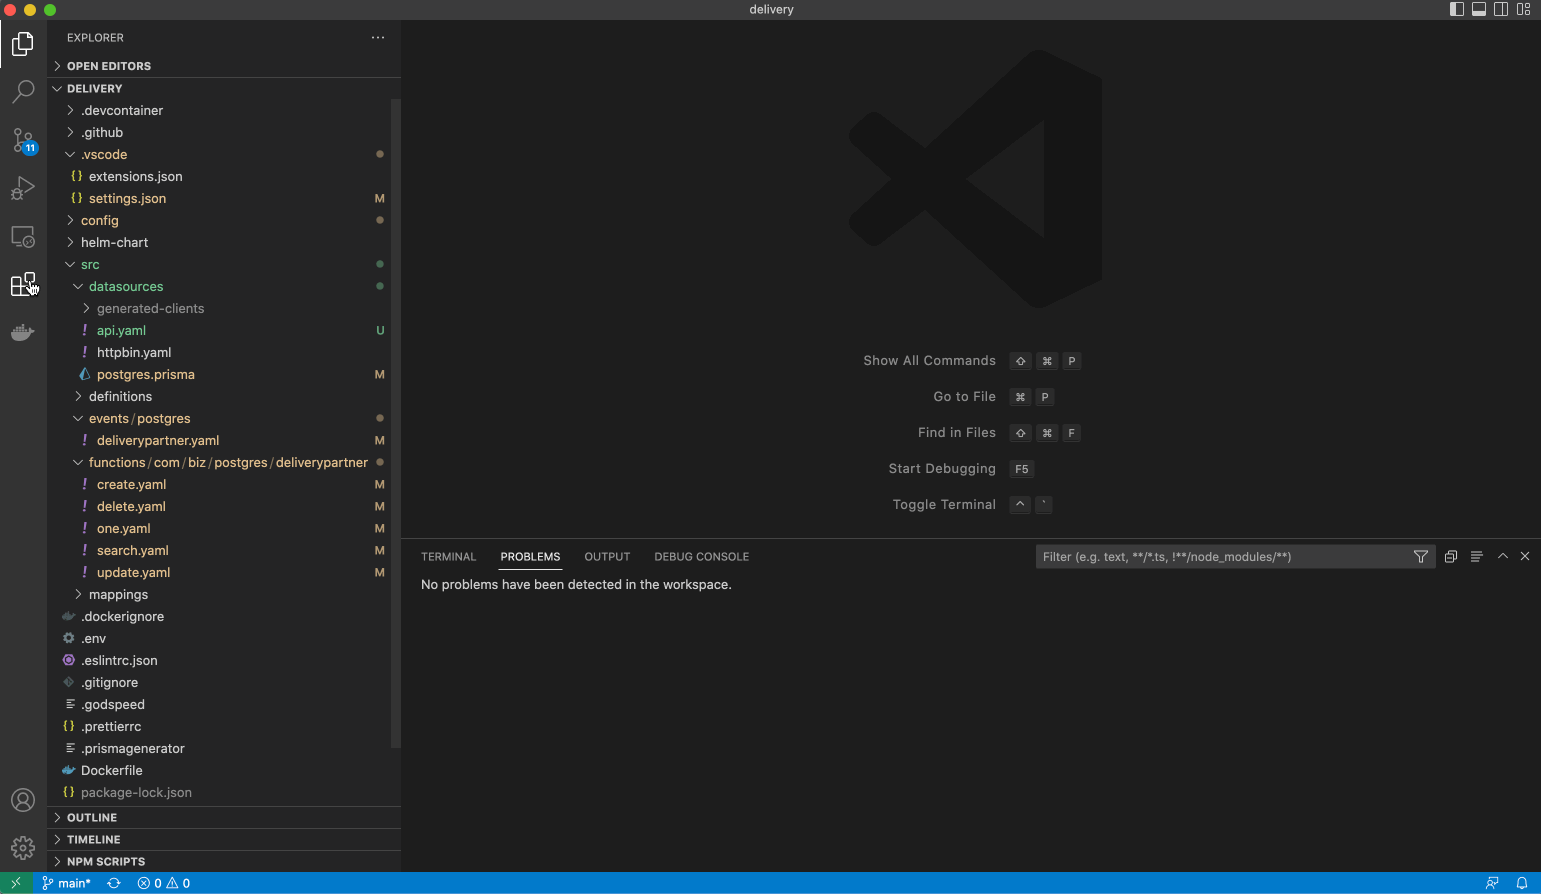 delivery
EXPLORER
OPEN EDITORS
DELIVERY
.devcontainer
.github
.vscode
{} extensions.json
{} settings.json M
config
helm-chart
src
datasources
generated-clients
! api.yaml U
! httpbin.yaml
postgres.prisma M
definitions
events/postgres
! deliverypartner.yaml M
functions/com/biz/postgres/deliverypartner
! create.yaml M
! delete.yaml M
! one.yaml M
! search.yaml M
! update.yaml M
mappings
.dockerignore
.env
.eslintrc.json
.gitignore
.godspeed
{} .prettierrc
.prismagenerator
Dockerfile
{} package-lock.json
OUTLINE
TIMELINE
NPM SCRIPTS
11
Show All Commands ⇧ ⌘ P
Go to File ⌘ P
Find in Files ⇧ ⌘ F
Start Debugging F5
Toggle Terminal ^ `
TERMINAL PROBLEMS OUTPUT DEBUG CONSOLE
Filter (e.g. text, **/*.ts, !**/node_modules/**)
No problems have been detected in the workspace.
main* 0 0